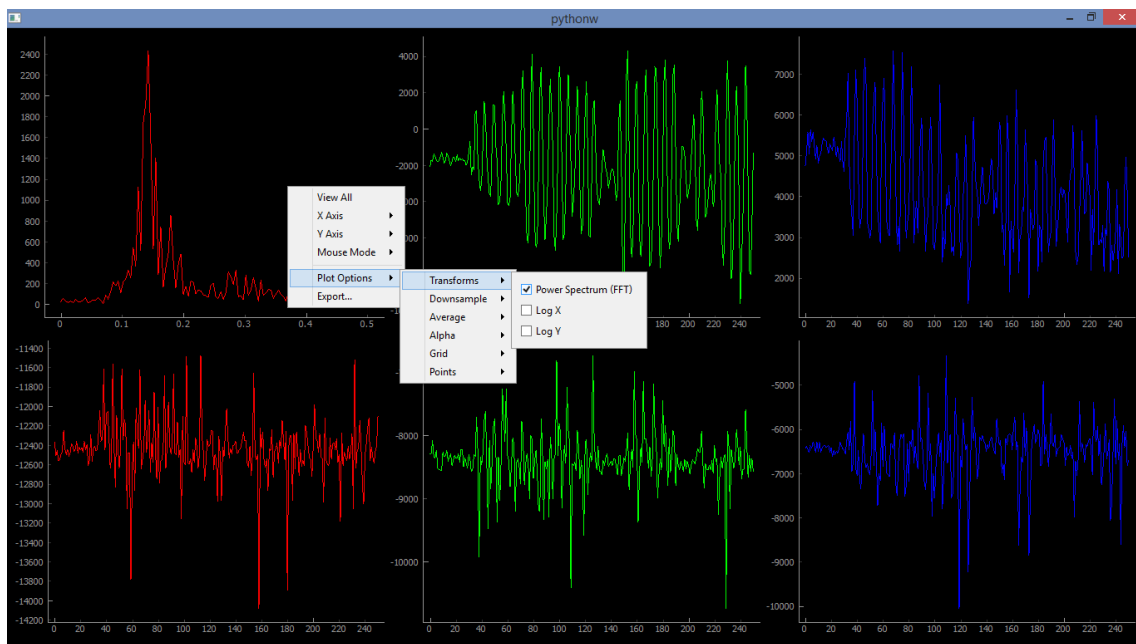 pythonw
2400
2200
2000
1800
1600
1400
1200
1000
800
600
400
200
0
0 0.1 0.2 0.3 0.4 0.5
4000
2000
0
-2000
160 180 200 220 240
7000
6000
5000
4000
3000
2000
0 20 40 60 80 100 120 140 160 180 200 220 240
View All
X Axis
Y Axis
Mouse Mode
Plot Options
Export...
Transforms
Downsample
Average
Alpha
Grid
Points
Power Spectrum (FFT)
Log X
Log Y
-11400
-11600
-11800
-12000
-12200
-12400
-12600
-12800
-13000
-13200
-13400
-13600
-13800
-14000
-14200
0 20 40 60 80 100 120 140 160 180 200 220 240
-8000
-9000
-10000
0 20 40 60 80 100 120 140 160 180 200 220 240
-5000
-6000
-7000
-8000
-9000
-10000
0 20 40 60 80 100 120 140 160 180 200 220 240